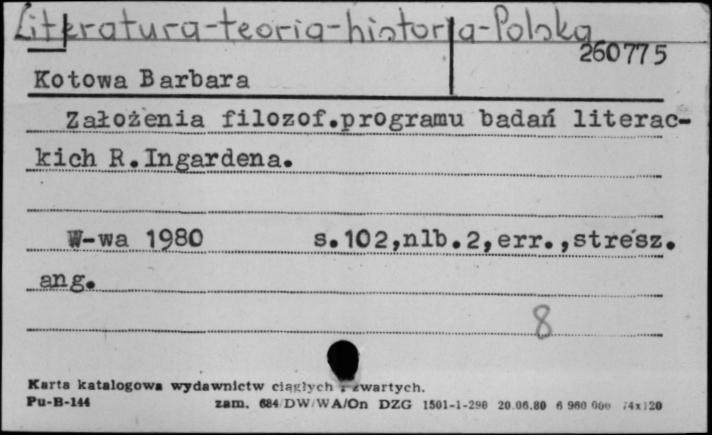 Literatura-teoria-historia-Polska
260775
Kotowa Barbara
Założenia filozof.programu badań literac-
kich R.Ingardena.
W-wa 1980 s.102,nlb.2,err.,stresz.
ang.
8
Karta katalogowa wydawnictw ciągłych i zwartych.
Pu-B-144 zam. 684/DW/WA/On DZG 1501-1-290 20.06.80 6 960 000 74x120